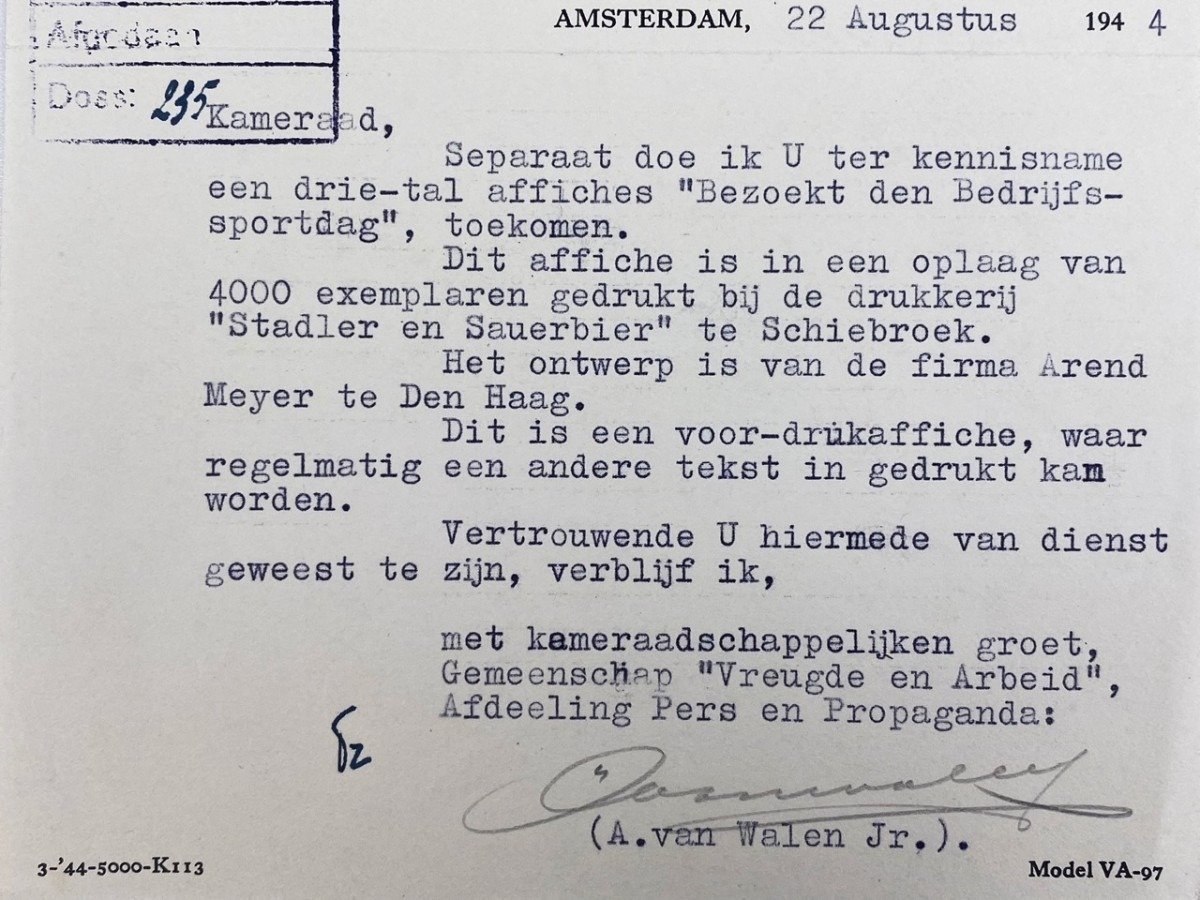 AMSTERDAM, 22 Augustus 1944
Afgedaan
Doss: 235
Kameraad,
Separaat doe ik U ter kennisname
een drie-tal affiches "Bezoekt den Bedrijfs-
sportdag", toekomen.
Dit affiche is in een oplaag van
4000 exemplaren gedrukt bij de drukkerij
"Stadler en Sauerbier" te Schiebroek.
Het ontwerp is van de firma Arend
Meyer te Den Haag.
Dit is een voor-drukaffiche, waar
regelmatig een andere tekst in gedrukt kan
worden.
Vertrouwende U hiermede van dienst
geweest te zijn, verblijf ik,
met kameraadschappelijken groet,
Gemeenschap "Vreugde en Arbeid",
Afdeeling Pers en Propaganda:
(A.van Walen Jr.).
3-'44-5000-K113
Model VA-97